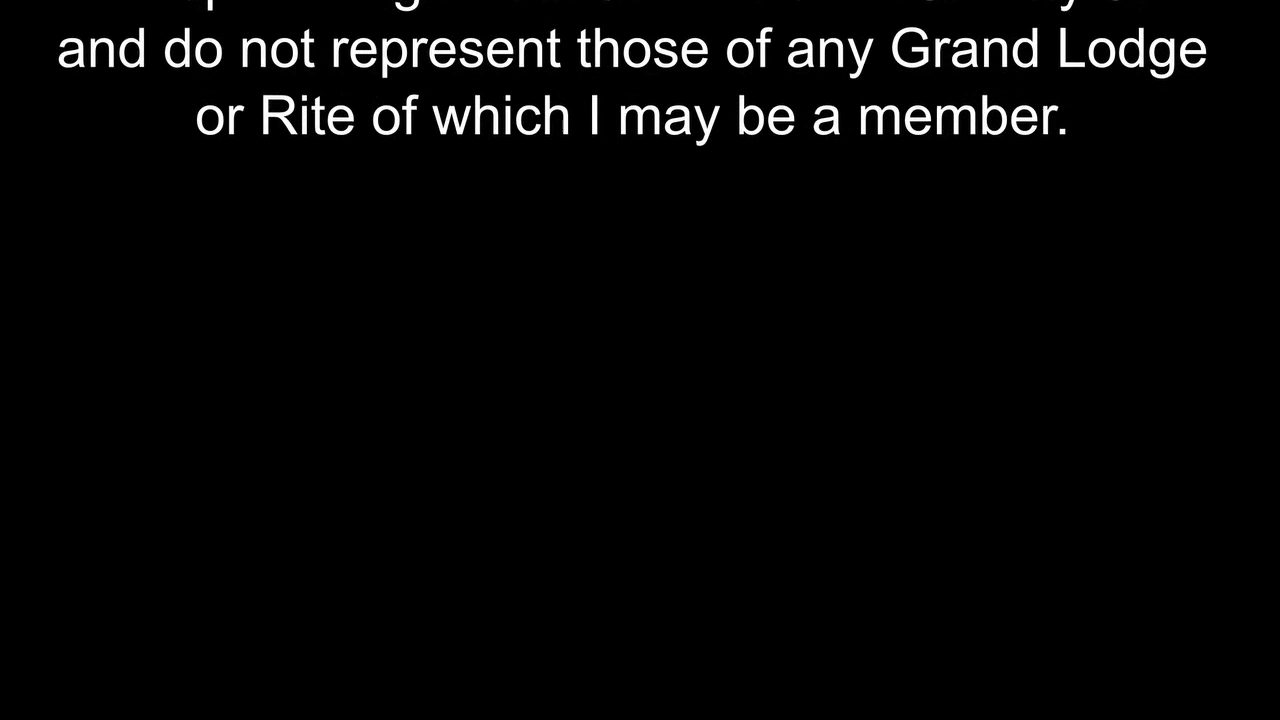 and do not represent those of any Grand Lodge
or Rite of which I may be a member.